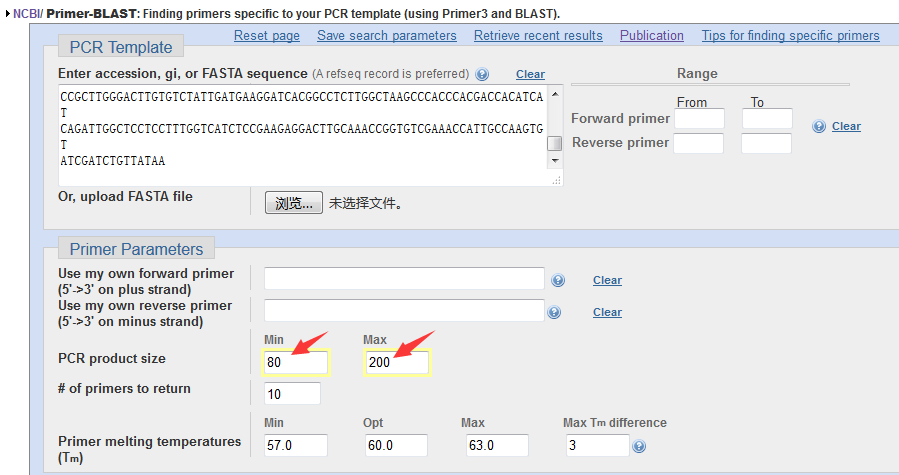 NCBI/ Primer-BLAST: Finding primers specific to your PCR template (using Primer3 and BLAST).
Reset page Save search parameters Retrieve recent results Publication Tips for finding specific primers
PCR Template
Enter accession, gi, or FASTA sequence (A refseq record is preferred) Clear
Range
CCGCTTGGGACTTGTGTCTATTGATGAAGGATCACGGCCTCTTGGCTAAGCCCACCCACGACCACATCA
T
CAGATTGGCTCCTCCTTTGGTCATCTCCGAAGAGGACTTGCAAACCGGTGTCGAAACCATTGCCAAGTG
T
ATCGATCTGTTATAA
From To
Forward primer
Reverse primer
Clear
Or, upload FASTA file
浏览... 未选择文件。
Primer Parameters
Use my own forward primer
(5'->3' on plus strand)
Clear
Use my own reverse primer
(5'->3' on minus strand)
Clear
Min Max
PCR product size 80 200
# of primers to return 10
Min Opt Max Max Tm difference
Primer melting temperatures
(Tm)
57.0 60.0 63.0 3